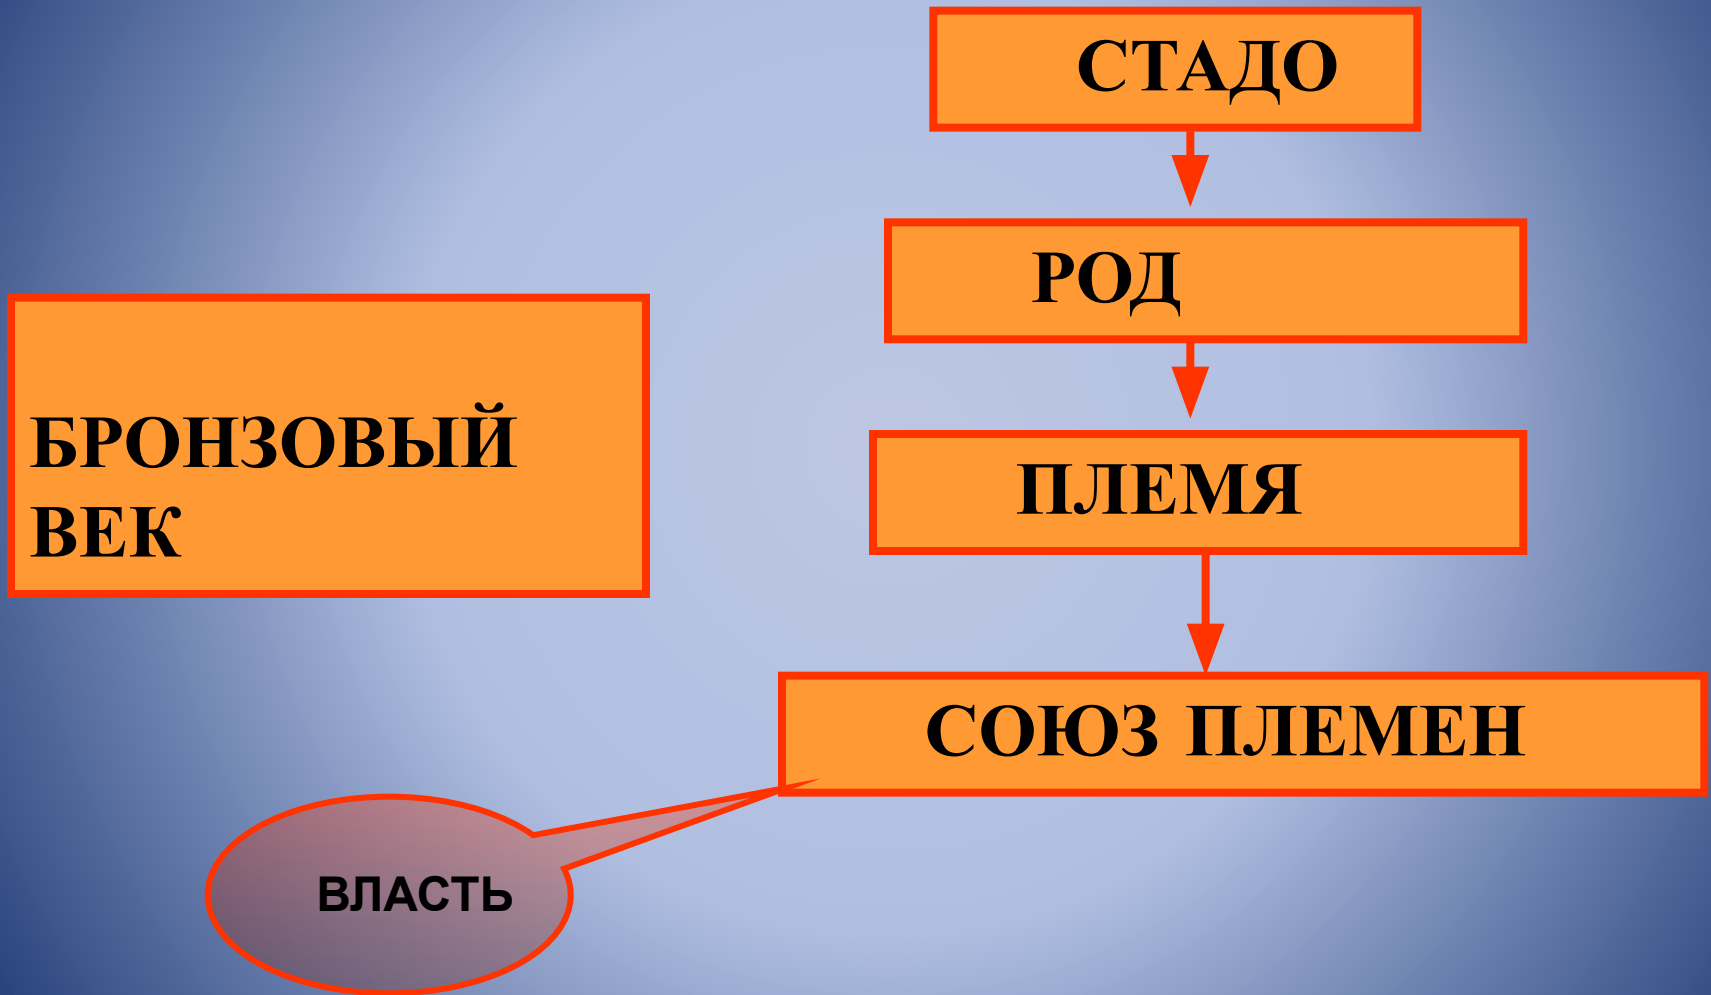 СТАДО
РОД
БРОНЗОВЫЙ
ВЕК
ПЛЕМЯ
СОЮЗ ПЛЕМЕН
ВЛАСТЬ